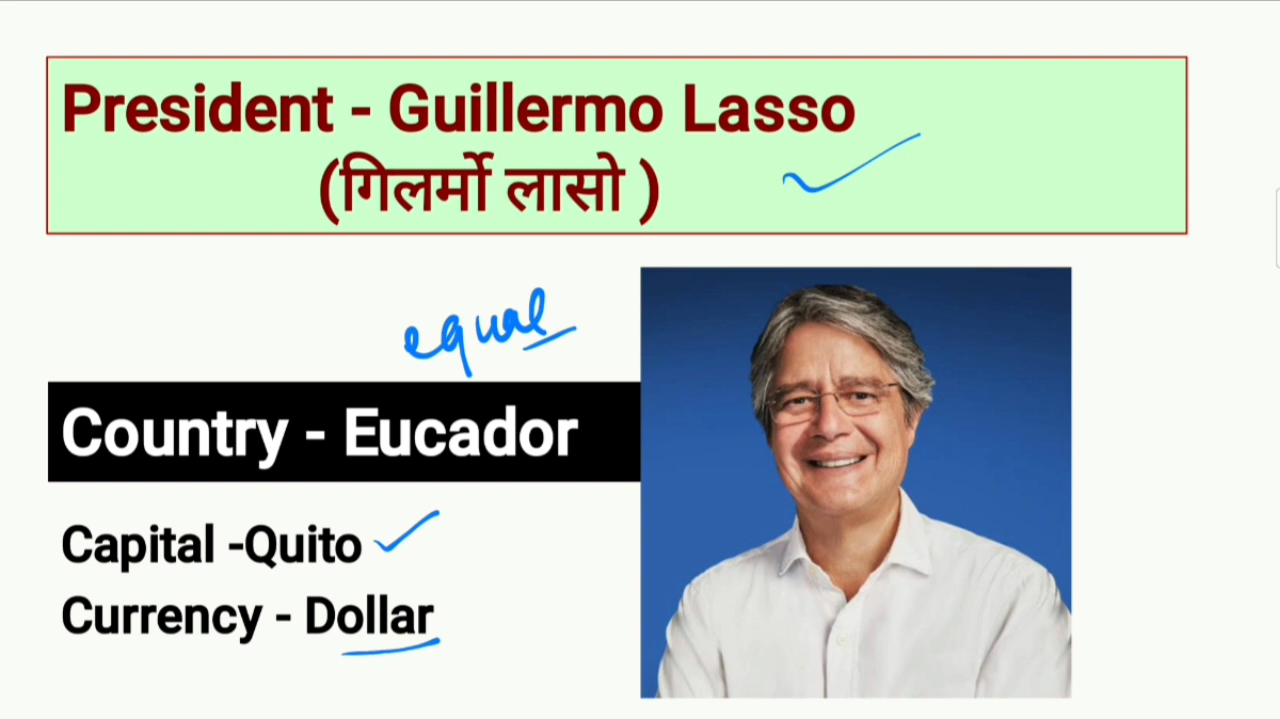 President - Guillermo Lasso
(गिलर्मो लासो )
equal
Country - Eucador
Capital -Quito
Currency - Dollar